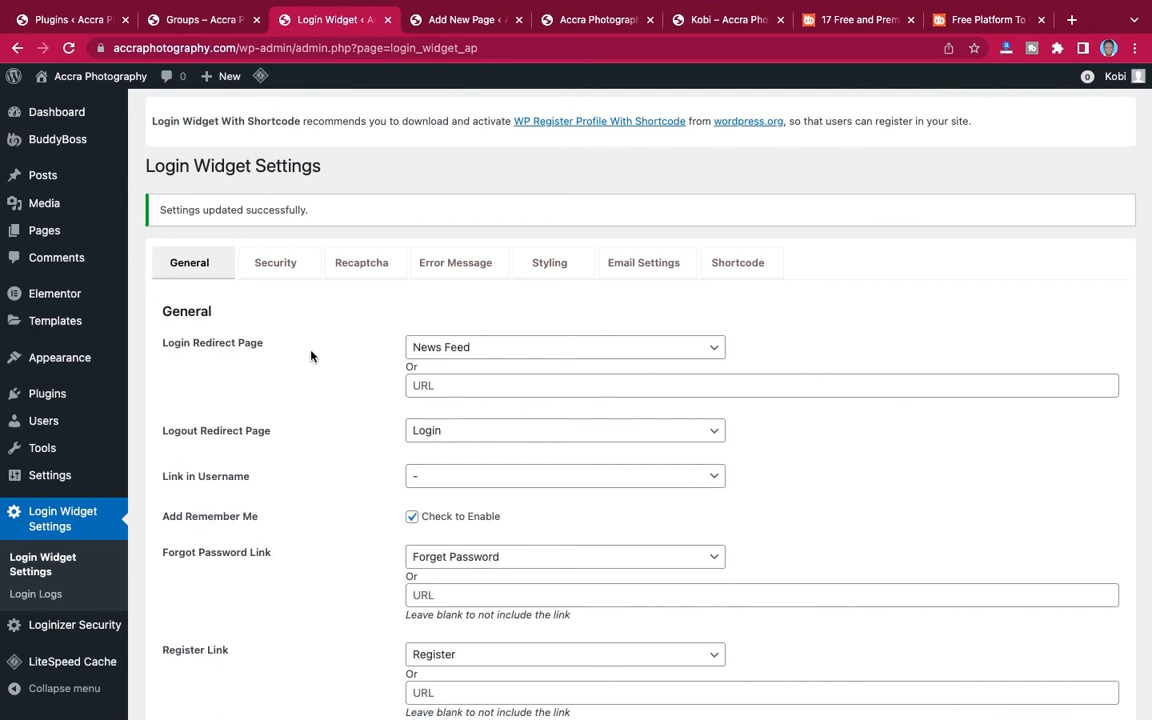 Plugins ‹ Accra P
Groups – Accra P
Login Widget ‹ A
Add New Page ‹ A
Accra Photograph
Kobi – Accra Pho
17 Free and Prem
Free Platform To
accraphotography.com/wp-admin/admin.php?page=login_widget_ap
Accra Photography
0
New
0
Kobi
Dashboard
BuddyBoss
Posts
Media
Pages
Comments
Elementor
Templates
Appearance
Plugins
Users
Tools
Settings
Login Widget
Settings
Login Widget
Settings
Login Logs
Loginizer Security
LiteSpeed Cache
Collapse menu
Login Widget With Shortcode recommends you to download and activate WP Register Profile With Shortcode from wordpress.org, so that users can register in your site.
Login Widget Settings
Settings updated successfully.
General
Security
Recaptcha
Error Message
Styling
Email Settings
Shortcode
General
Login Redirect Page
News Feed
Or
URL
Logout Redirect Page
Login
Link in Username
-
Add Remember Me
Check to Enable
Forgot Password Link
Forget Password
Or
URL
Leave blank to not include the link
Register Link
Register
Or
URL
Leave blank to not include the link